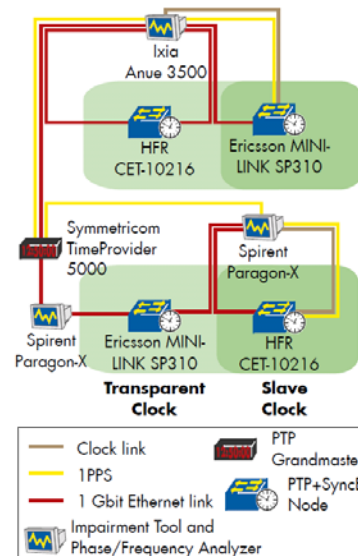 Ixia
Anue 3500
HFR
CET-10216
Ericsson MINI-
LINK SP310
Symmetricom
TimeProvider
5000
Spirent
Paragon-X
Spirent
Paragon-X
Ericsson MINI-
LINK SP310
HFR
CET-10216
Transparent
Clock
Slave
Clock
Clock link
1PPS
1 Gbit Ethernet link
Impairment Tool and
Phase/Frequency Analyzer
PTP
Grandmaste
PTP+SyncE
Node